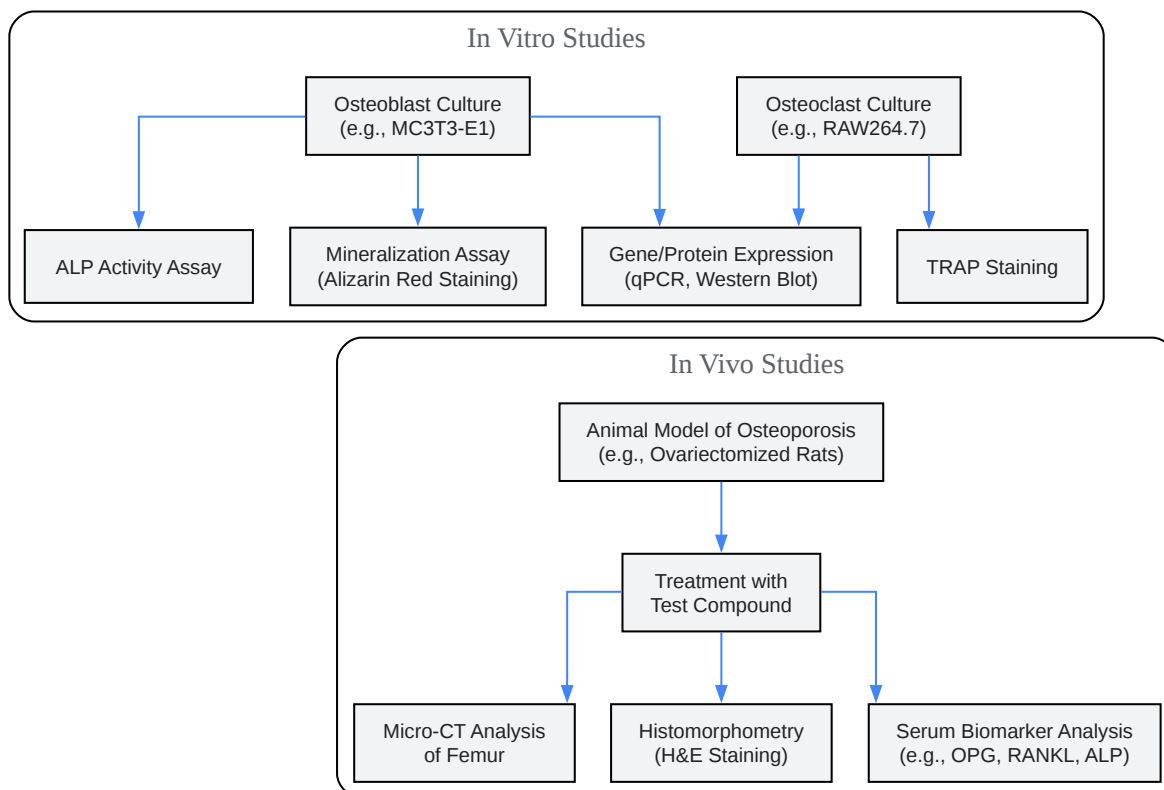 In Vitro Studies
Osteoblast Culture
(e.g., MC3T3-E1)
Osteoclast Culture
(e.g., RAW264.7)
ALP Activity Assay
Mineralization Assay
(Alizarin Red Staining)
Gene/Protein Expression
(qPCR, Western Blot)
TRAP Staining
In Vivo Studies
Animal Model of Osteoporosis
(e.g., Ovariectomized Rats)
Treatment with
Test Compound
Micro-CT Analysis
of Femur
Histomorphometry
(H&E Staining)
Serum Biomarker Analysis
(e.g., OPG, RANKL, ALP)